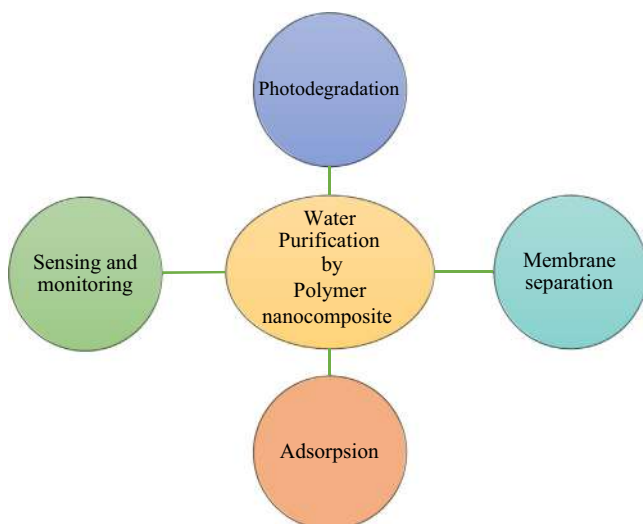 Photodegradation
Water
Purification
by
Polymer
nanocomposite
Sensing and
monitoring
Membrane
separation
Adsorpsion